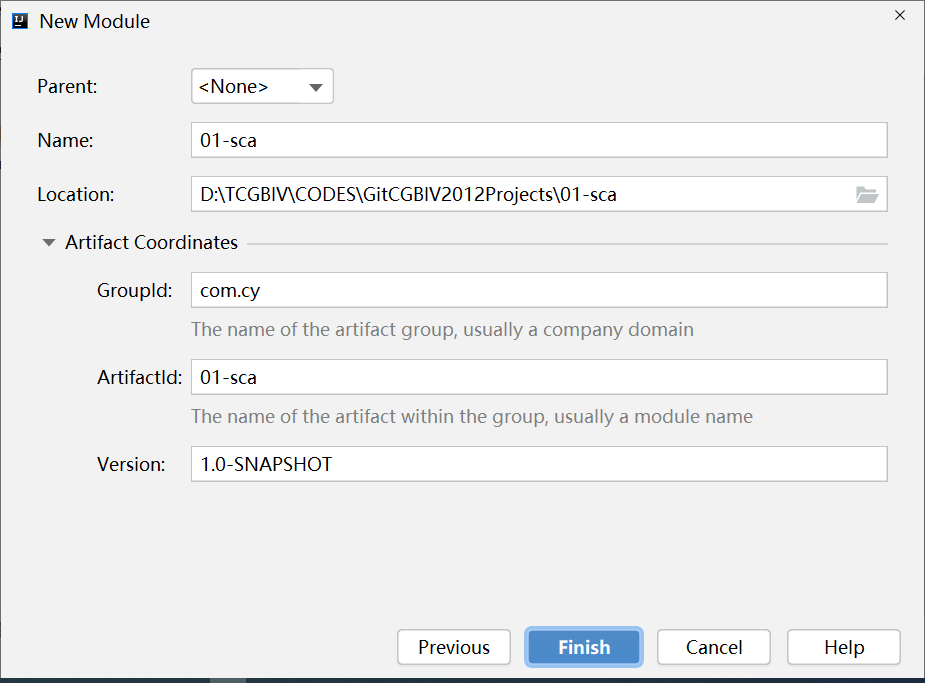 New Module
Parent: <None>
Name: 01-sca
Location: D:\TCGBIV\CODES\GitCGBIV2012Projects\01-sca
Artifact Coordinates
GroupId: com.cy
The name of the artifact group, usually a company domain
ArtifactId: 01-sca
The name of the artifact within the group, usually a module name
Version: 1.0-SNAPSHOT
Previous Finish Cancel Help